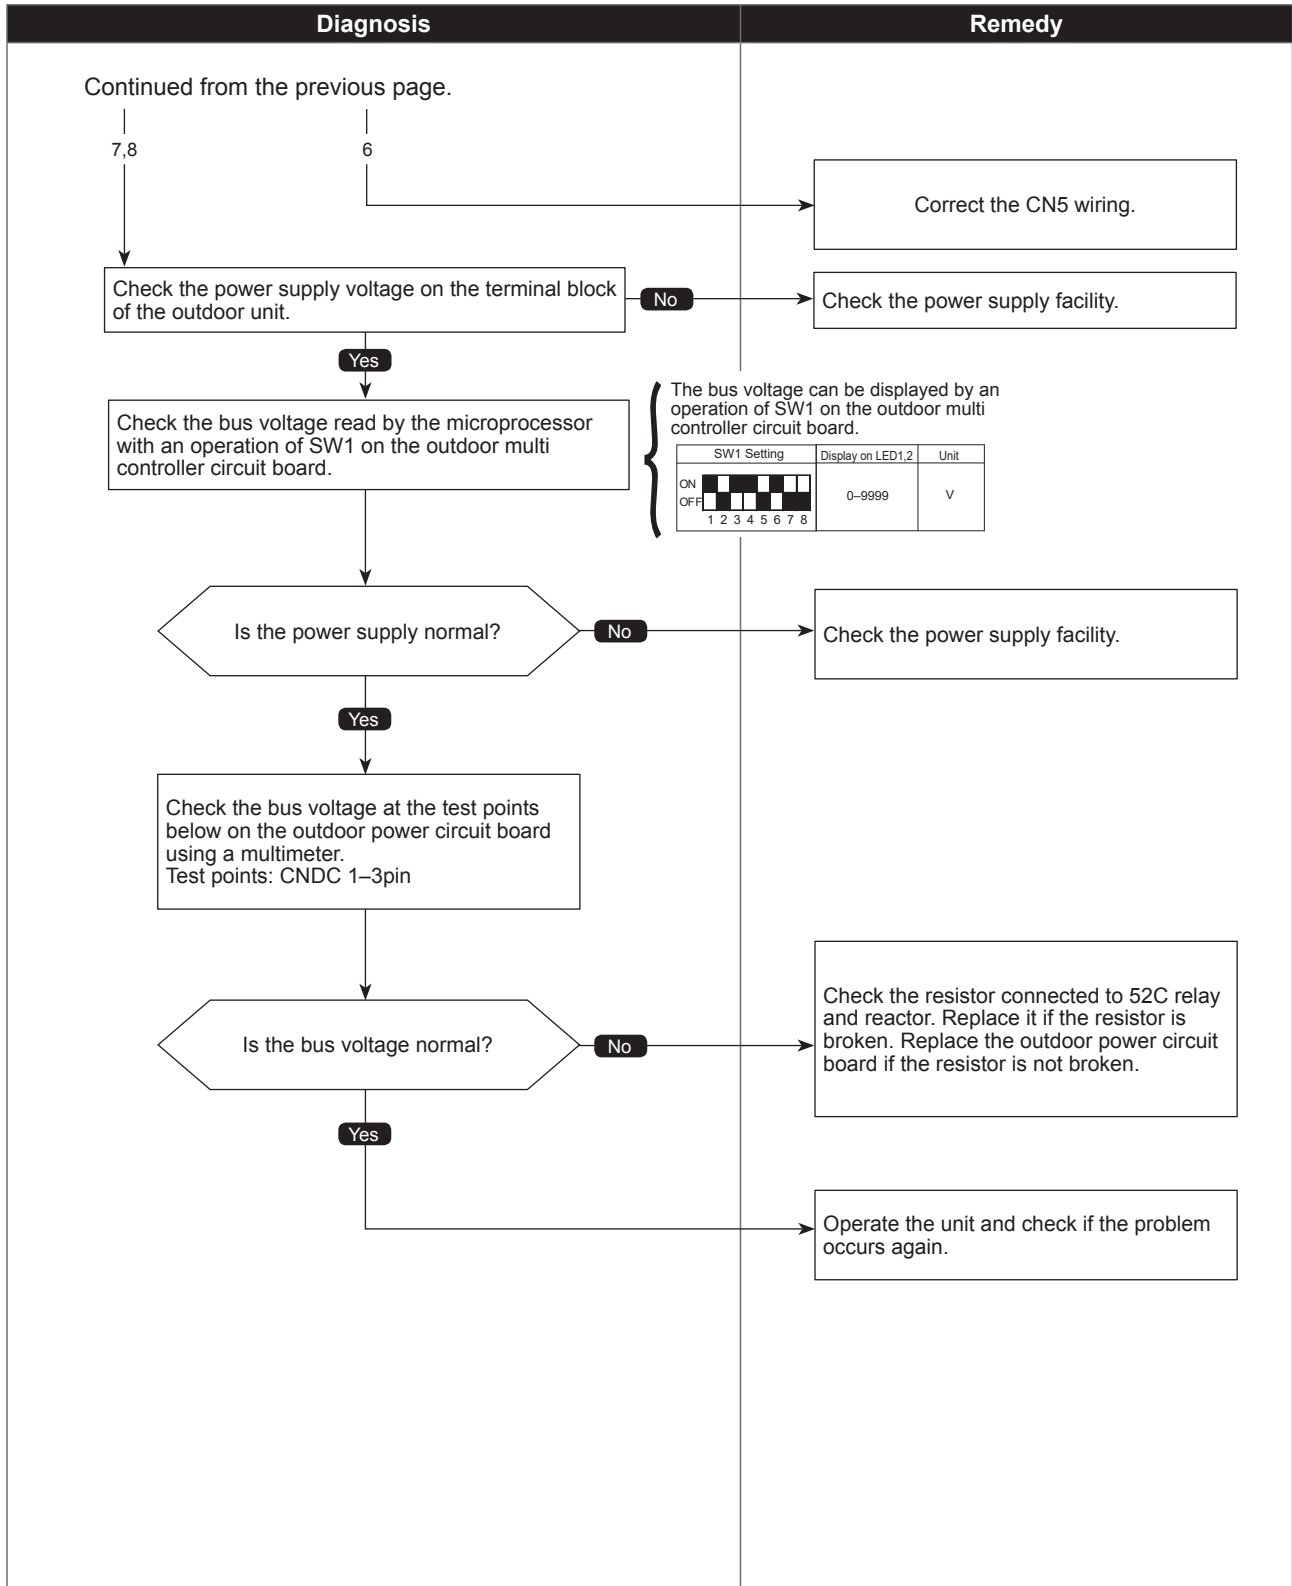 Diagnosis
Remedy
Continued from the previous page.
7,8
6
Correct the CN5 wiring.
Check the power supply voltage on the terminal block
of the outdoor unit.
No
Check the power supply facility.
Yes
Check the bus voltage read by the microprocessor
with an operation of SW1 on the outdoor multi
controller circuit board.
The bus voltage can be displayed by an
operation of SW1 on the outdoor multi
controller circuit board.
SW1 Setting
Display on LED1,2
Unit
ON
OFF
1 2 3 4 5 6 7 8
0–9999
V
Is the power supply normal?
No
Check the power supply facility.
Yes
Check the bus voltage at the test points
below on the outdoor power circuit board
using a multimeter.
Test points: CNDC 1–3pin
Is the bus voltage normal?
No
Check the resistor connected to 52C relay
and reactor. Replace it if the resistor is
broken. Replace the outdoor power circuit
board if the resistor is not broken.
Yes
Operate the unit and check if the problem
occurs again.